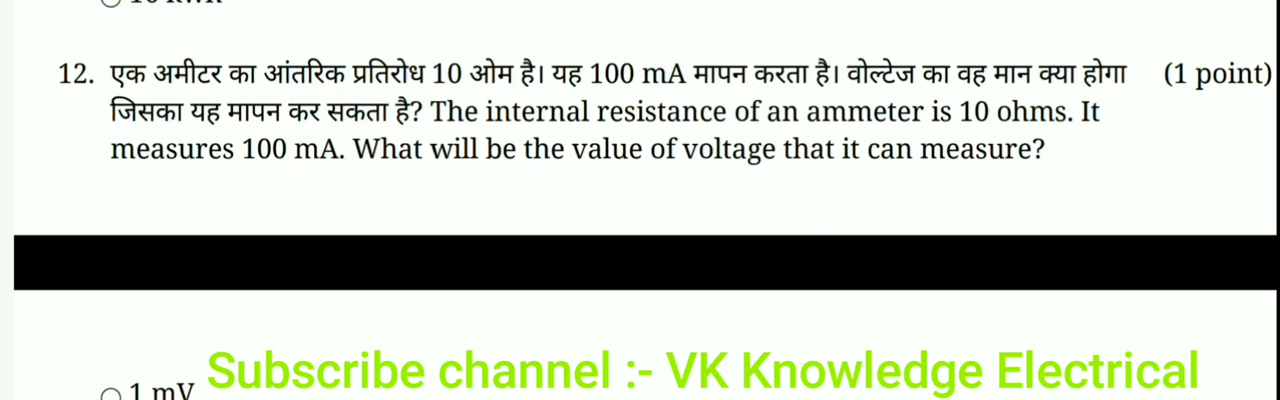 12. एक अमीटर का आंतरिक प्रतिरोध 10 ओम है। यह 100 mA मापन करता है। वोल्टेज का वह मान क्या होगा (1 point)
जिसका यह मापन कर सकता है? The internal resistance of an ammeter is 10 ohms. It
measures 100 mA. What will be the value of voltage that it can measure?
Subscribe channel :- VK Knowledge Electrical
1 mV